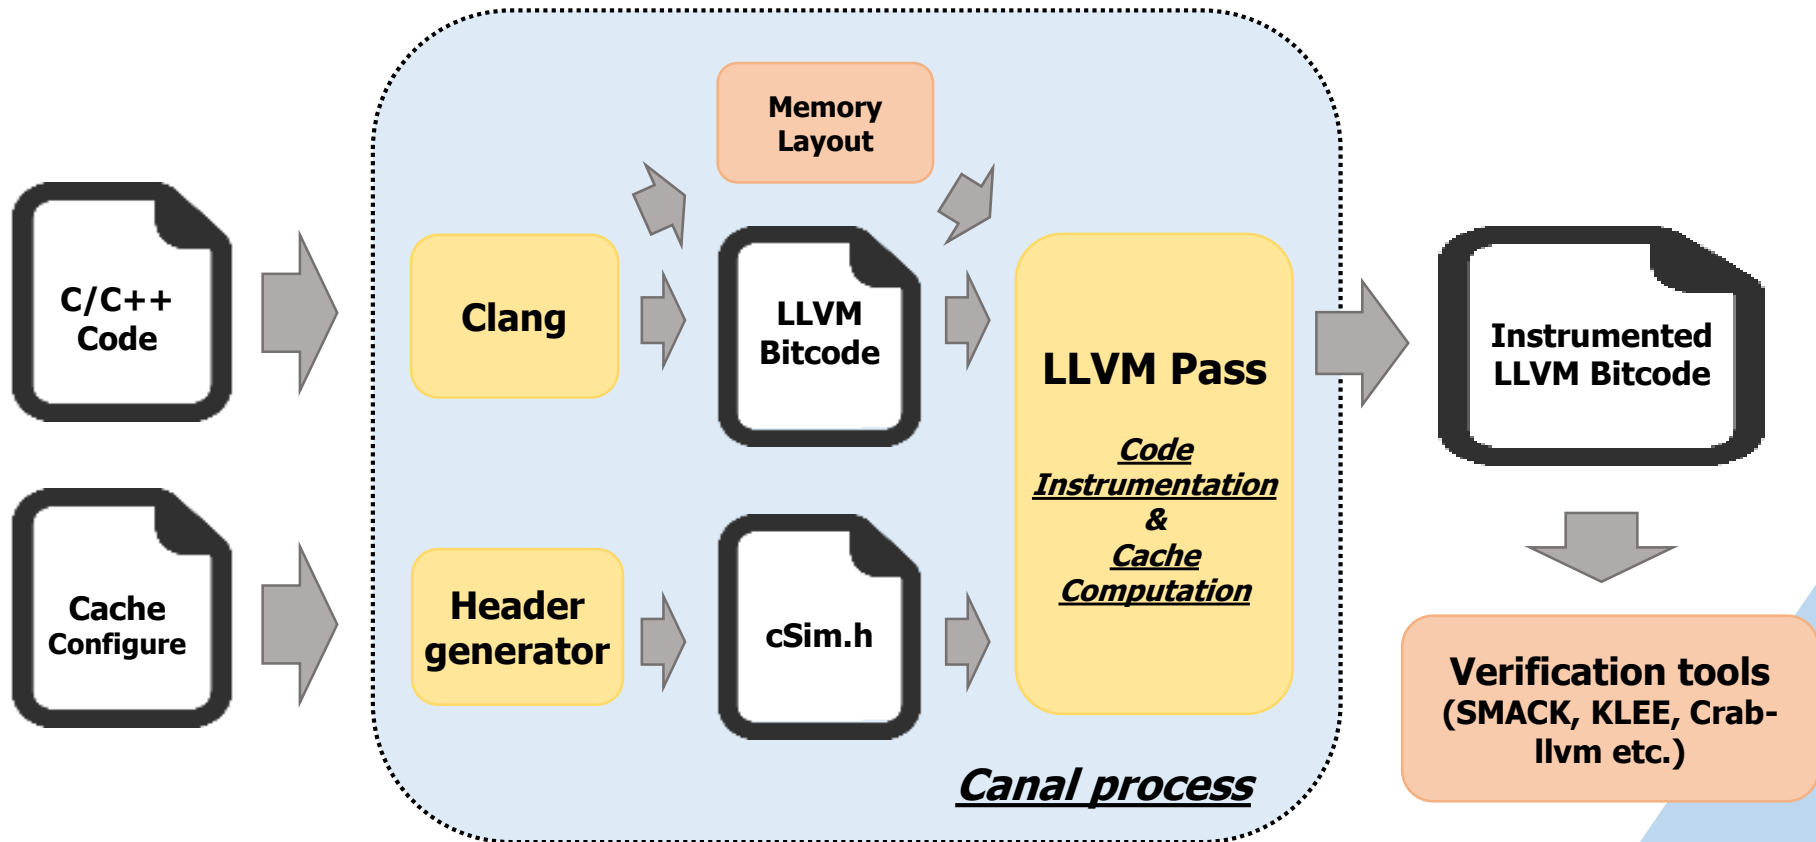 Memory
Layout
C/C++
Code
Clang
LLVM
Bitcode
LLVM Pass
Code
Instrumentation
&
Cache
Computation
Instrumented
LLVM Bitcode
Cache
Configure
Header
generator
cSim.h
Verification tools
(SMACK, KLEE, Crab-
llvm etc.)
Canal process